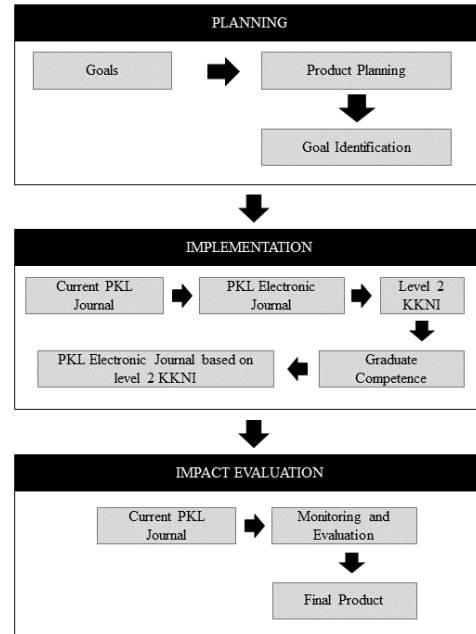 PLANNING
Goals
Product Planning
Goal Identification
IMPLEMENTATION
Current PKL
Journal
PKL Electronic
Journal
Level 2
KKNI
PKL Electronic Journal based on
level 2 KKNI
Graduate
Competence
IMPACT EVALUATION
Current PKL
Journal
Monitoring and
Evaluation
Final Product